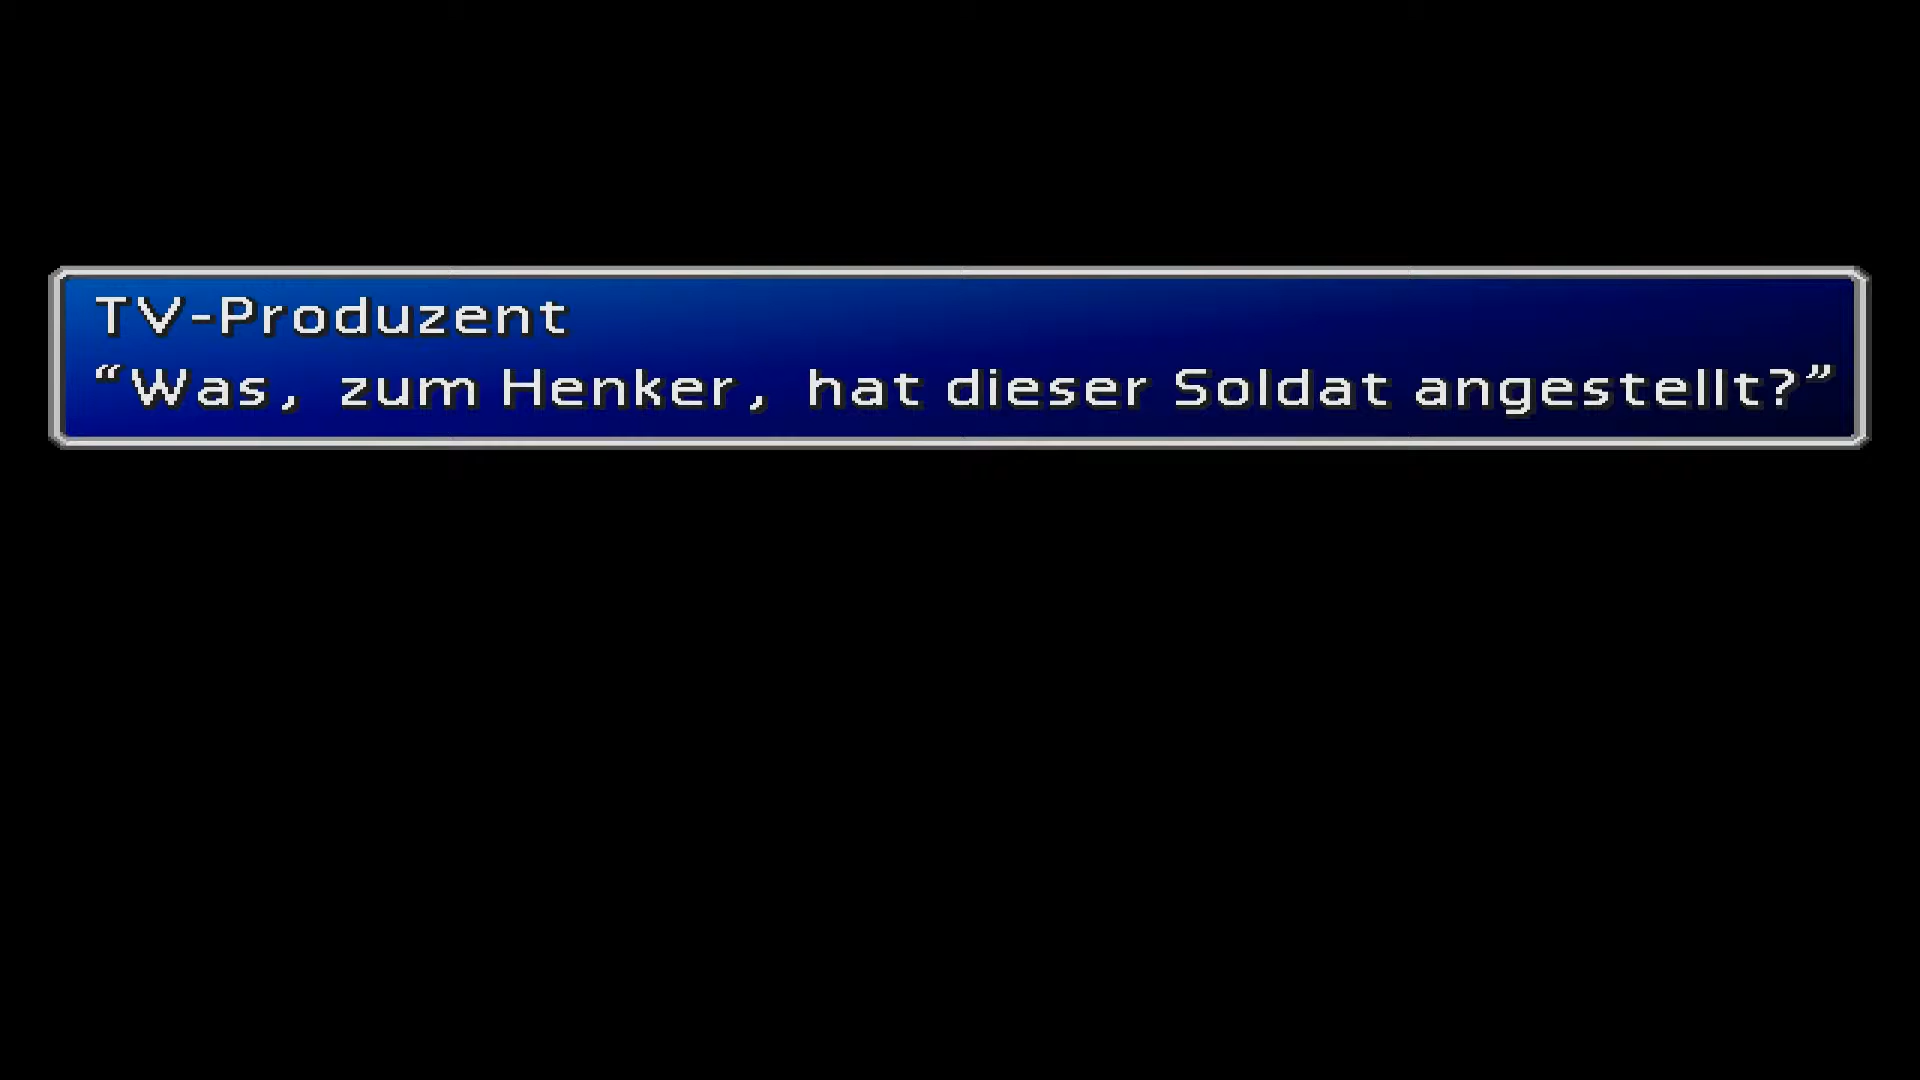 TV-Produzent
“Was, zum Henker, hat dieser Soldat angestellt?”